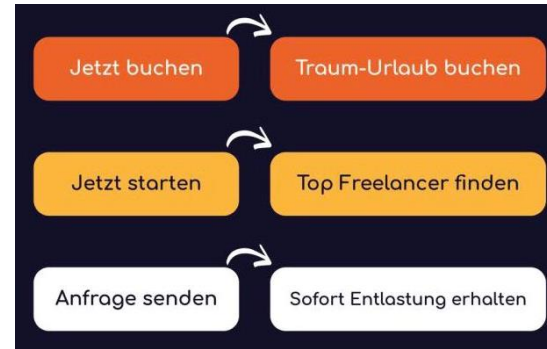 Jetzt buchen
Traum-Urlaub buchen
Jetzt starten
Top Freelancer finden
Anfrage senden
Sofort Entlastung erhalten